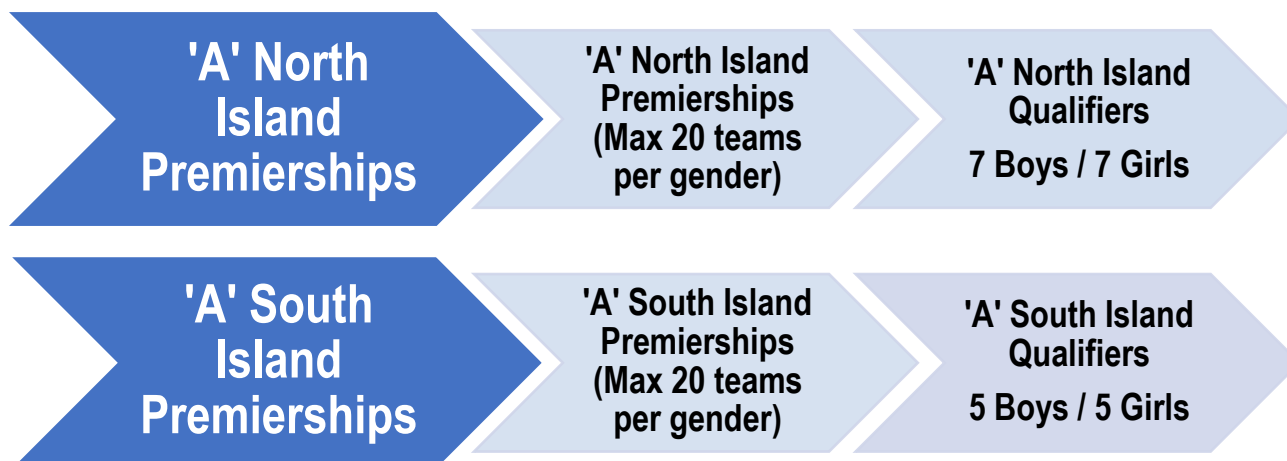 'A' North
Island
Premierships
'A' North Island
Premierships
(Max 20 teams
per gender)
'A' North Island
Qualifiers
7 Boys / 7 Girls
'A' South
Island
Premierships
'A' South Island
Premierships
(Max 20 teams
per gender)
'A' South Island
Qualifiers
5 Boys / 5 Girls